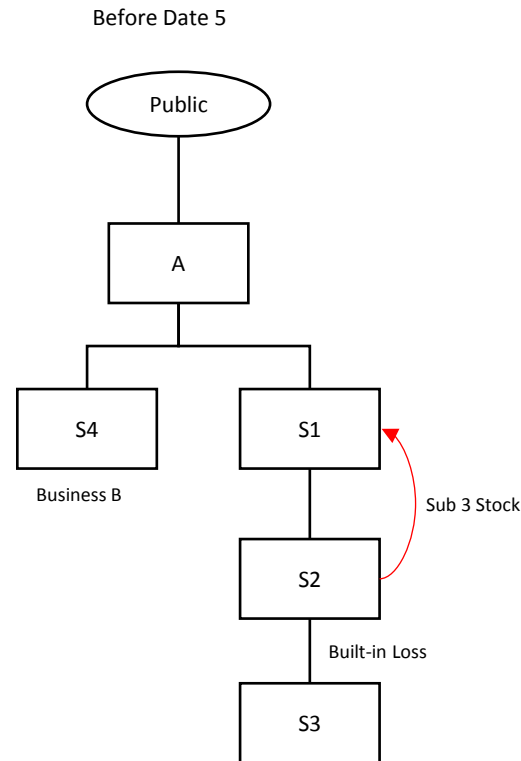 Before Date 5
Public
A
S4
S1
Business B
Sub 3 Stock
S2
Built-in Loss
S3